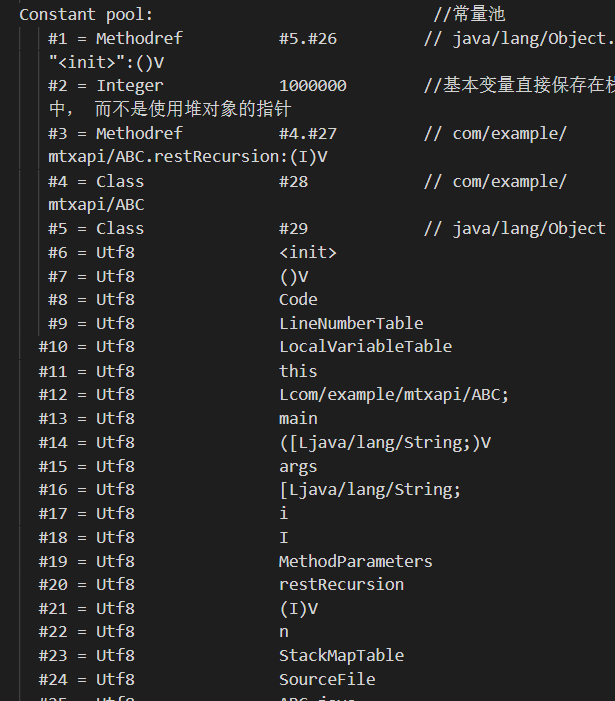 Constant pool: //常量池
#1 = Methodref #5.#26 // java/lang/Object.
"<init>":()V
#2 = Integer 1000000 //基本变量直接保存在栈
中， 而不是使用堆对象的指针
#3 = Methodref #4.#27 // com/example/
mtxapi/ABC.restRecursion:(I)V
#4 = Class #28 // com/example/
mtxapi/ABC
#5 = Class #29 // java/lang/Object
#6 = Utf8 <init>
#7 = Utf8 ()V
#8 = Utf8 Code
#9 = Utf8 LineNumberTable
#10 = Utf8 LocalVariableTable
#11 = Utf8 this
#12 = Utf8 Lcom/example/mtxapi/ABC;
#13 = Utf8 main
#14 = Utf8 ([Ljava/lang/String;)V
#15 = Utf8 args
#16 = Utf8 [Ljava/lang/String;
#17 = Utf8 i
#18 = Utf8 I
#19 = Utf8 MethodParameters
#20 = Utf8 restRecursion
#21 = Utf8 (I)V
#22 = Utf8 n
#23 = Utf8 StackMapTable
#24 = Utf8 SourceFile
#25 = Utf8 ABC.java